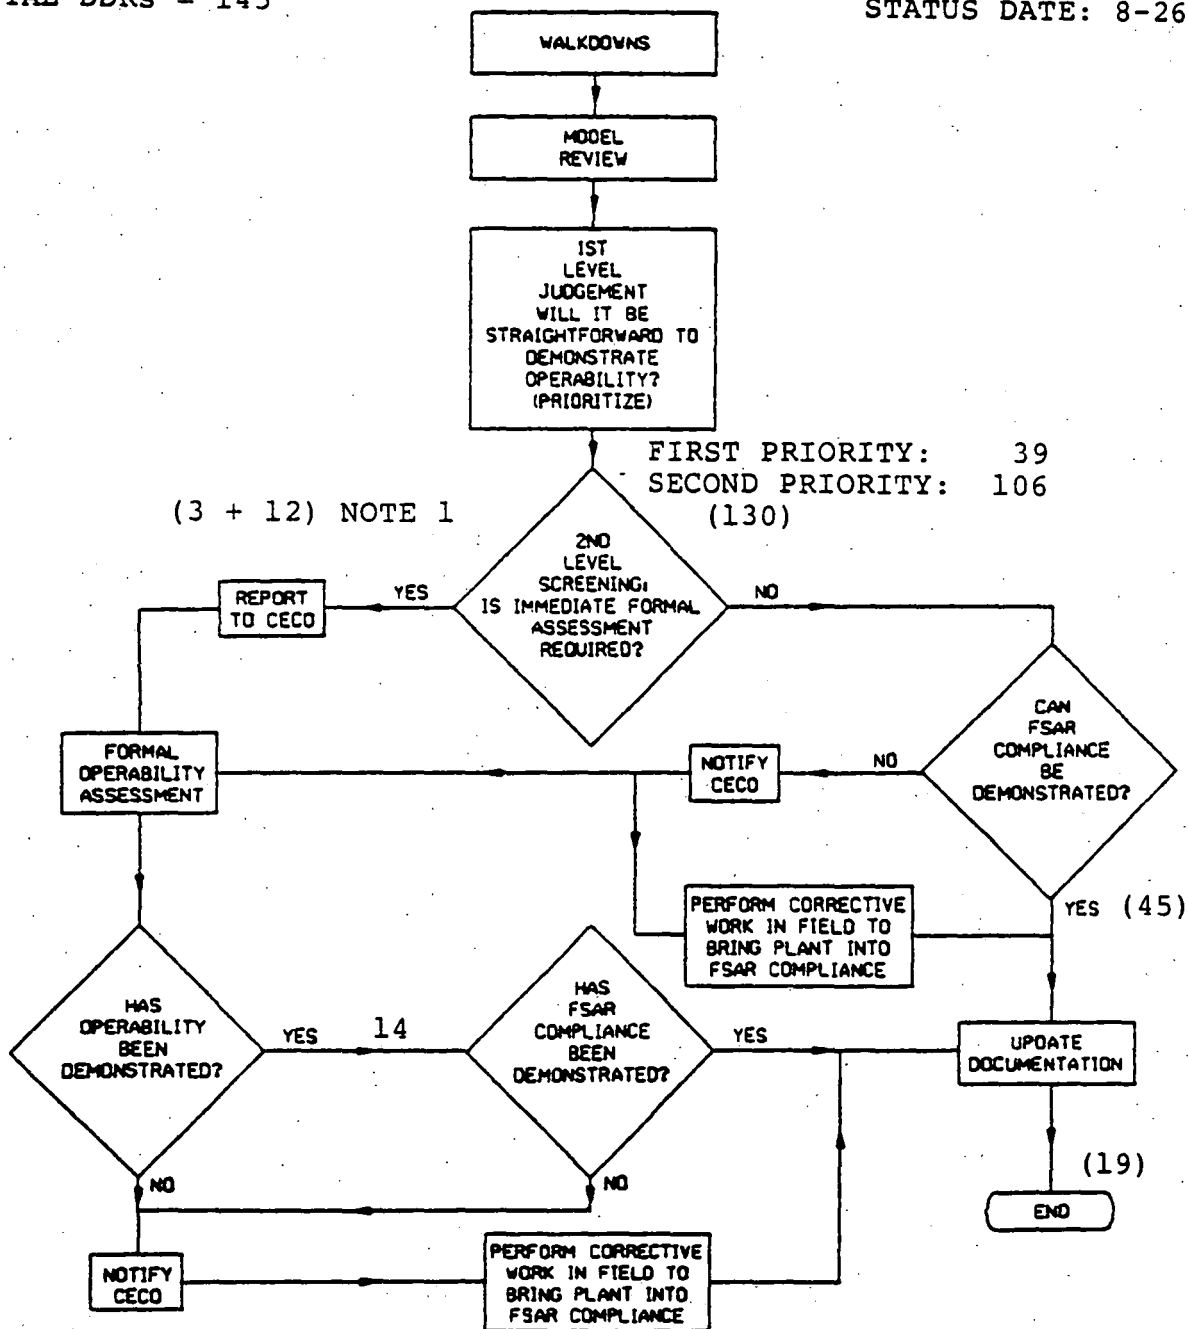 DDRs = 145
STATUS DATE: 8-26
WALKDOWNS
MODEL
REVIEW
1ST
LEVEL
JUDGEMENT
WILL IT BE
STRAIGHTFORWARD TO
DEMONSTRATE
OPERABILITY?
(PRIORITIZE)
FIRST PRIORITY: 39
SECOND PRIORITY: 106
(3 + 12) NOTE 1
(130)
2ND
LEVEL
SCREENING:
IS IMMEDIATE FORMAL
ASSESSMENT
REQUIRED?
YES
NO
REPORT
TO CECO
CAN
FSAR
COMPLIANCE
BE
DEMONSTRATED?
FORMAL
OPERABILITY
ASSESSMENT
NOTIFY
CECO
NO
YES (45)
PERFORM CORRECTIVE
WORK IN FIELD TO
BRING PLANT INTO
FSAR COMPLIANCE
HAS
OPERABILITY
BEEN
DEMONSTRATED?
YES 14
HAS
FSAR
COMPLIANCE
BEEN
DEMONSTRATED?
YES
UPDATE
DOCUMENTATION
(19)
NO
NO
END
NOTIFY
CECO
PERFORM CORRECTIVE
WORK IN FIELD TO
BRING PLANT INTO
FSAR COMPLIANCE